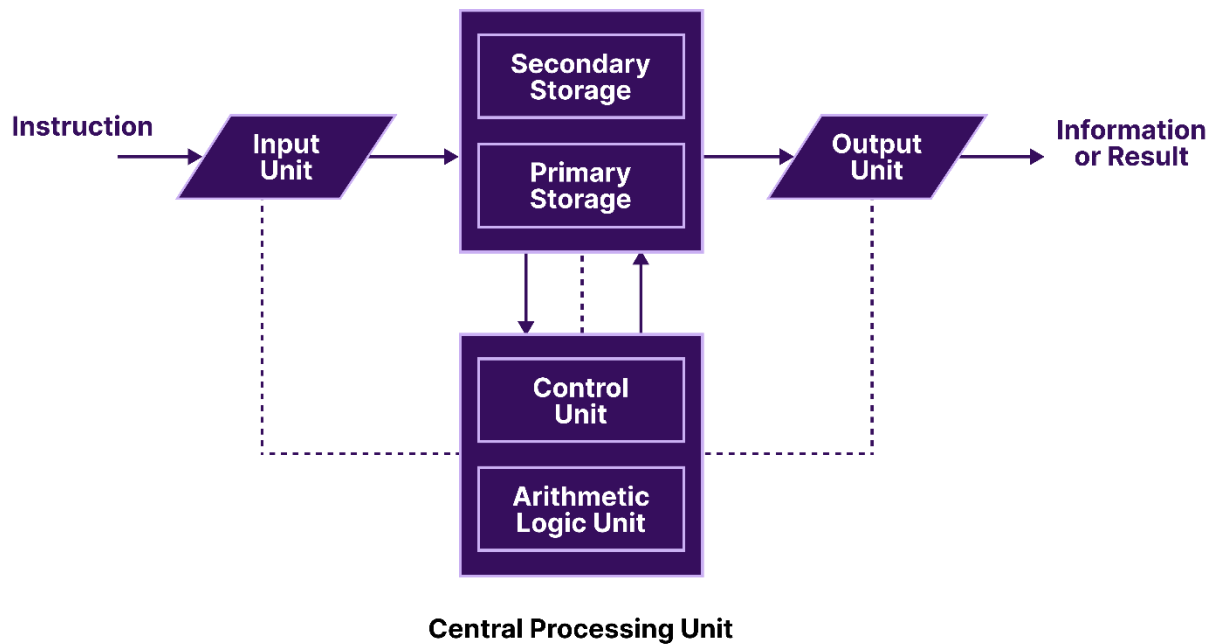 Secondary
Storage
Instruction
Input
Unit
Primary
Storage
Output
Unit
Information
or Result
Control
Unit
Arithmetic
Logic Unit
Central Processing Unit